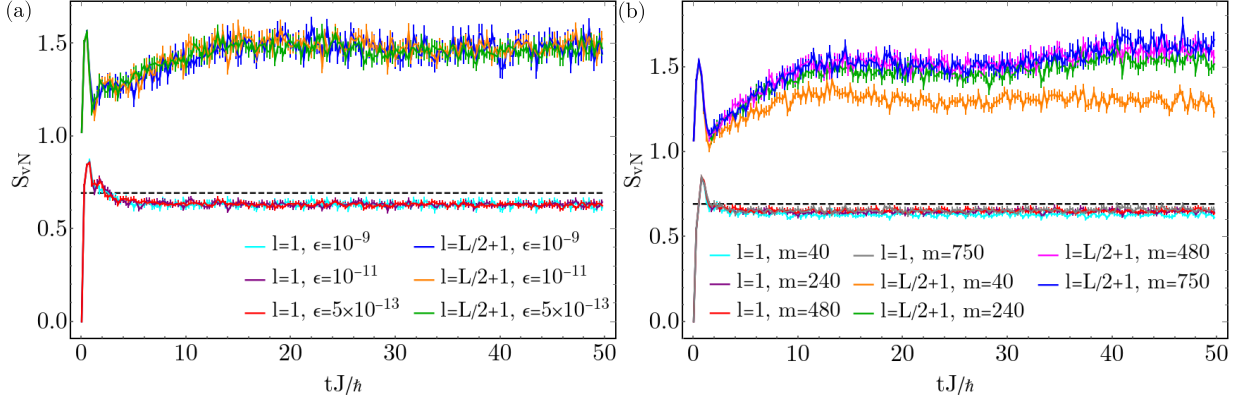 (a)
S_vN
1.5
1.0
0.5
0.0
l=1, ϵ=10⁻⁹
l=1, ϵ=10⁻¹¹
l=1, ϵ=5×10⁻¹³
l=L/2+1, ϵ=10⁻⁹
l=L/2+1, ϵ=10⁻¹¹
l=L/2+1, ϵ=5×10⁻¹³
0 10 20 30 40 50
tJ/ℏ
(b)
S_vN
1.5
1.0
0.5
0.0
l=1, m=40
l=1, m=240
l=1, m=480
l=1, m=750
l=L/2+1, m=40
l=L/2+1, m=240
l=L/2+1, m=480
l=L/2+1, m=750
0 10 20 30 40 50
tJ/ℏ